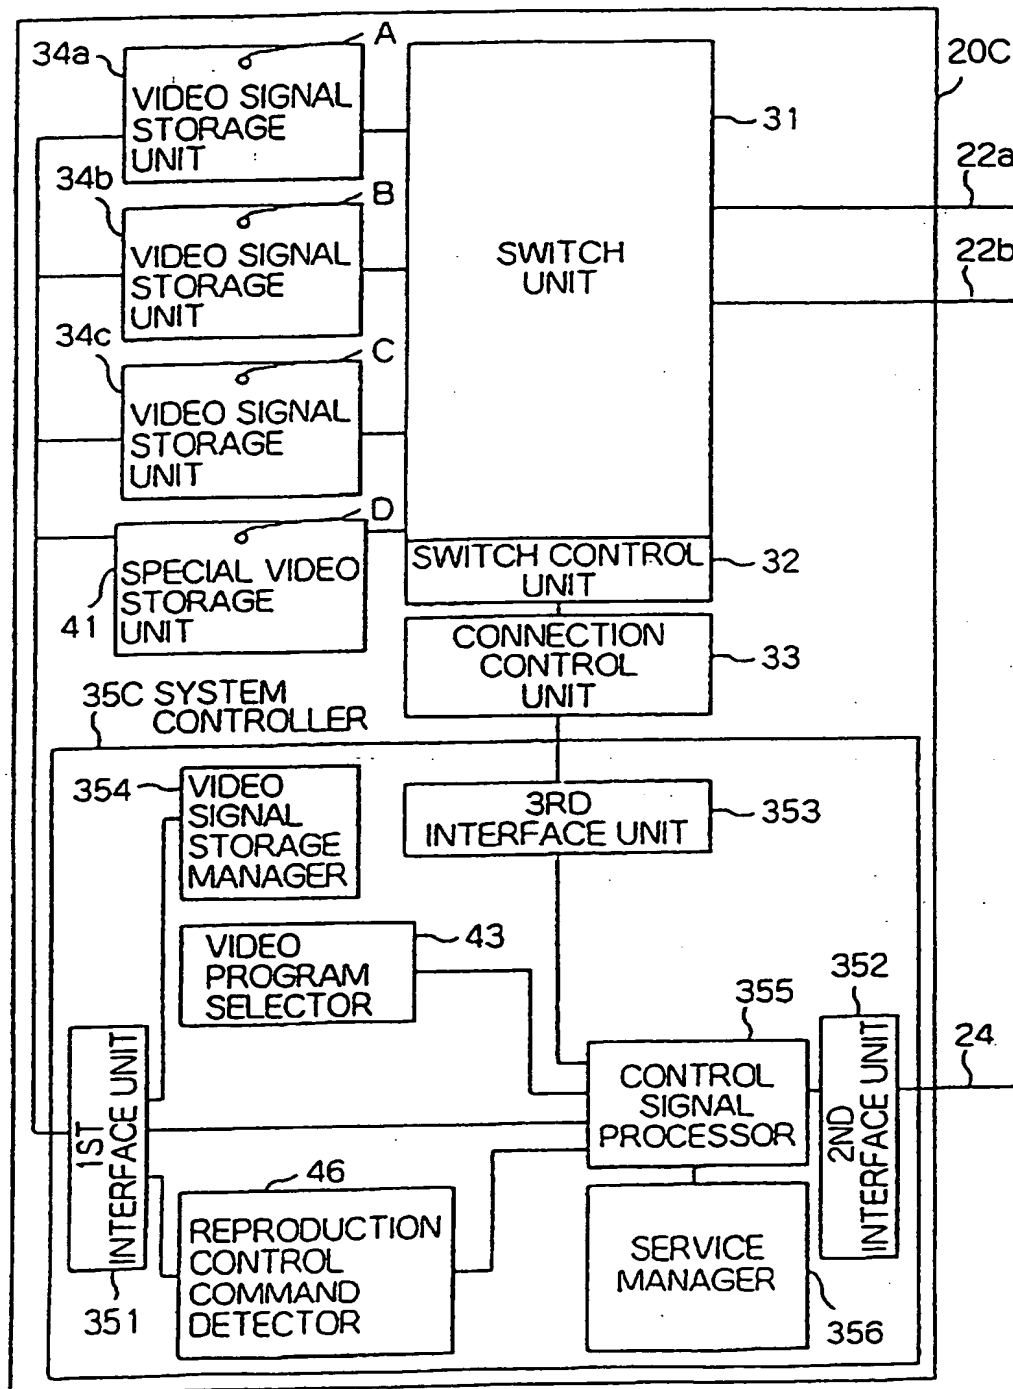 A
34a
VIDEO SIGNAL
STORAGE
UNIT
B
34b
VIDEO SIGNAL
STORAGE
UNIT
C
34c
VIDEO SIGNAL
STORAGE
UNIT
D
41
SPECIAL VIDEO
STORAGE
UNIT
SWITCH
UNIT
31
20C
22a
22b
SWITCH CONTROL
UNIT
32
CONNECTION
CONTROL
UNIT
33
35C SYSTEM
CONTROLLER
354
VIDEO
SIGNAL
STORAGE
MANAGER
3RD
INTERFACE UNIT
353
VIDEO
PROGRAM
SELECTOR
43
355
352
24
1ST
INTERFACE UNIT
351
CONTROL
SIGNAL
PROCESSOR
2ND
INTERFACE UNIT
46
REPRODUCTION
CONTROL
COMMAND
DETECTOR
SERVICE
MANAGER
356